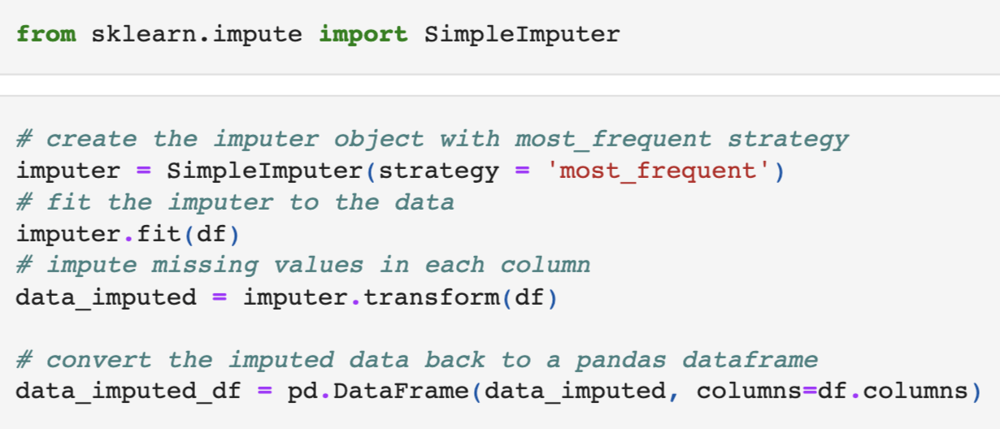 from sklearn.impute import SimpleImputer
# create the imputer object with most_frequent strategy
imputer = SimpleImputer(strategy = 'most_frequent')
# fit the imputer to the data
imputer.fit(df)
# impute missing values in each column
data_imputed = imputer.transform(df)
# convert the imputed data back to a pandas dataframe
data_imputed_df = pd.DataFrame(data_imputed, columns=df.columns)